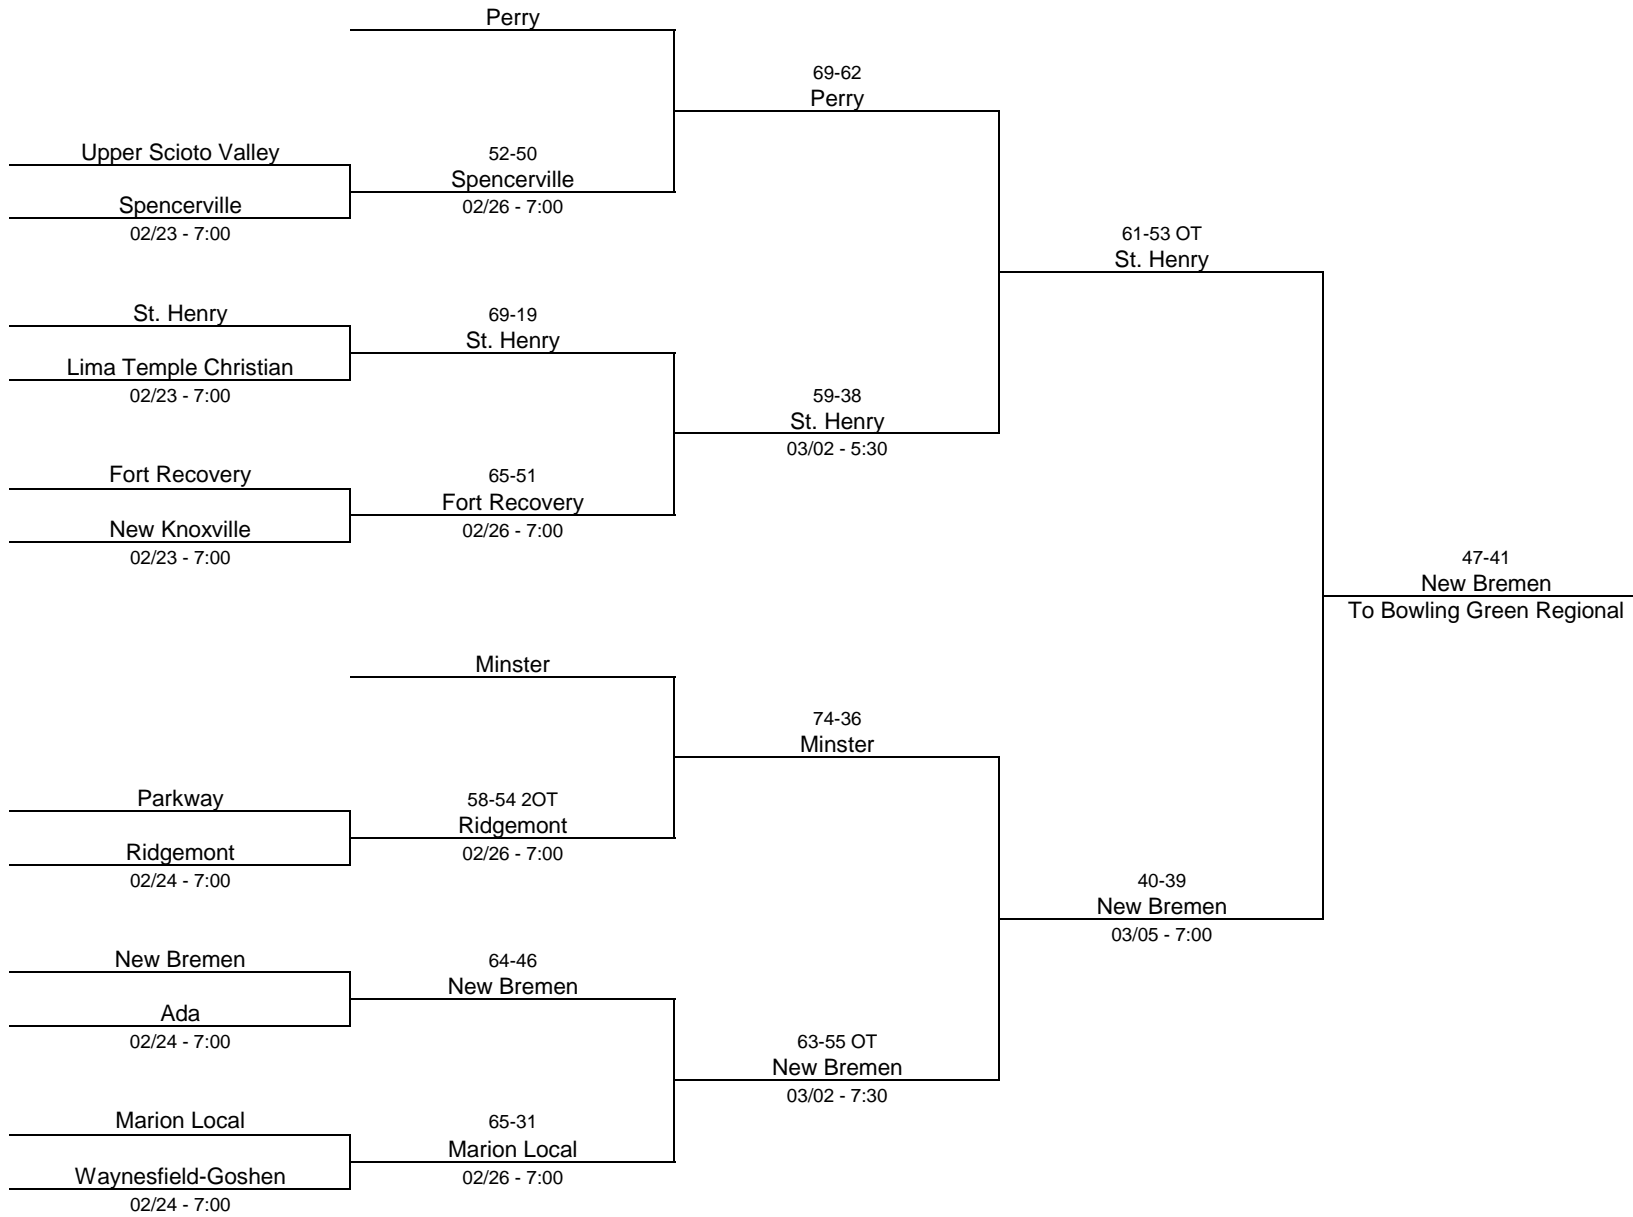 Perry
69-62
Perry
Upper Scioto Valley
52-50
Spencerville
Spencerville
02/26 - 7:00
02/23 - 7:00
61-53 OT
St. Henry
St. Henry
69-19
St. Henry
Lima Temple Christian
02/23 - 7:00
59-38
St. Henry
03/02 - 5:30
Fort Recovery
65-51
Fort Recovery
New Knoxville
02/26 - 7:00
02/23 - 7:00
47-41
New Bremen
To Bowling Green Regional
Minster
74-36
Minster
Parkway
58-54 2OT
Ridgemont
Ridgemont
02/26 - 7:00
02/24 - 7:00
40-39
New Bremen
03/05 - 7:00
New Bremen
64-46
New Bremen
Ada
02/24 - 7:00
63-55 OT
New Bremen
03/02 - 7:30
Marion Local
65-31
Marion Local
Waynesfield-Goshen
02/26 - 7:00
02/24 - 7:00